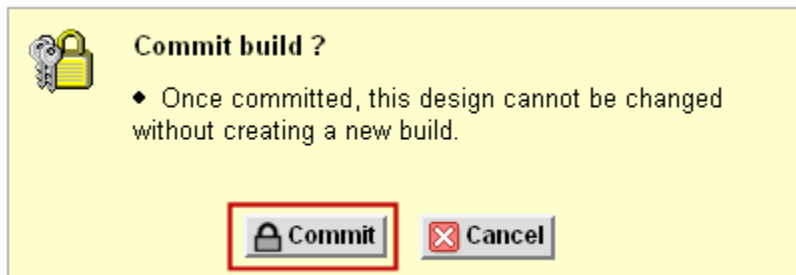 Commit build ?
• Once committed, this design cannot be changed
without creating a new build.
Commit Cancel